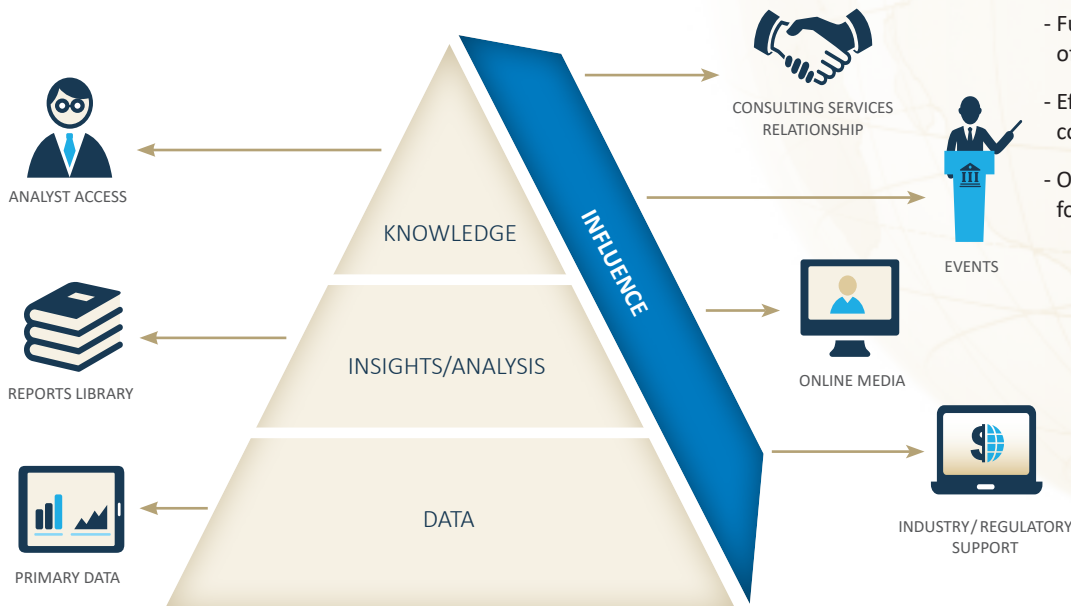 CONSULTING SERVICES
RELATIONSHIP
ANALYST ACCESS
KNOWLEDGE
INFLUENCE
EVENTS
INSIGHTS/ANALYSIS
REPORTS LIBRARY
ONLINE MEDIA
DATA
INDUSTRY/REGULATORY
SUPPORT
PRIMARY DATA